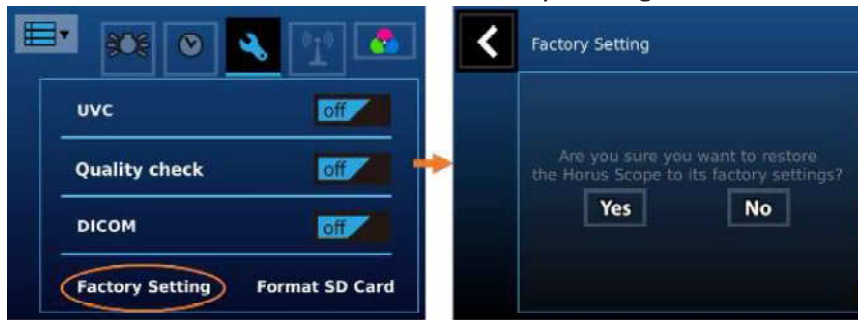 UVC
off
Quality check
off
DICOM
off
Factory Setting
Format SD Card
Factory Setting
Are you sure you want to restore
the Horus Scope to its factory settings?
Yes
No